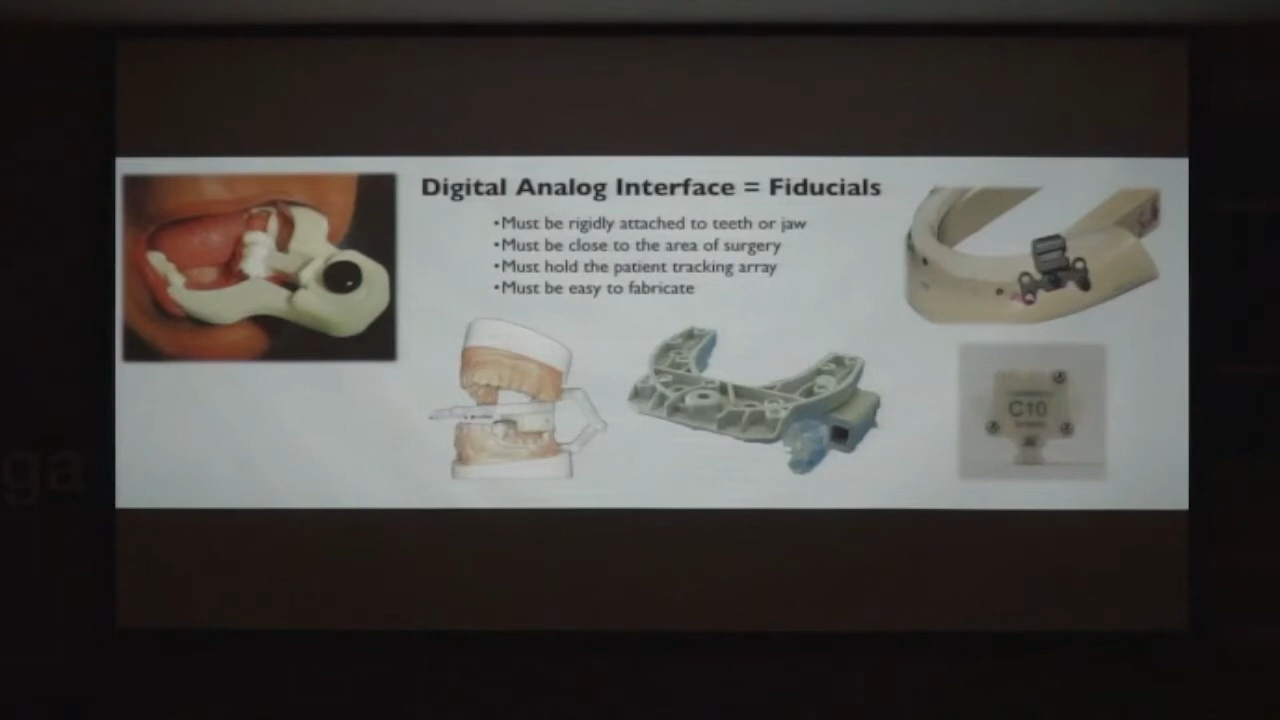 Digital Analog Interface = Fiducials
•Must be rigidly attached to teeth or jaw
•Must be close to the area of surgery
•Must hold the patient tracking array
•Must be easy to fabricate
C10
ga